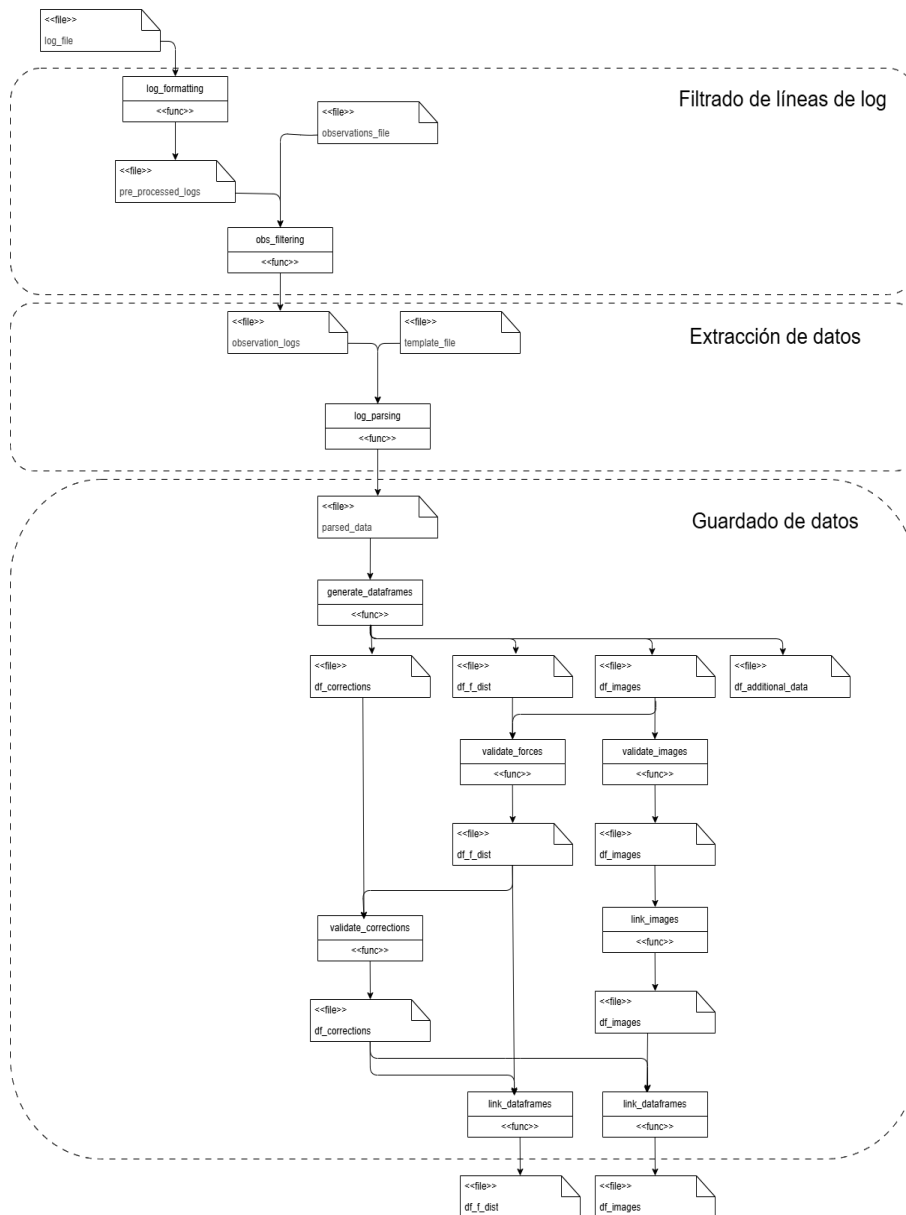 <<file>>
log_file
log_formatting
<<func>>
Filtrado de líneas de log
<<file>>
observations_file
<<file>>
pre_processed_logs
obs_filtering
<<func>>
<<file>>
observation_logs
<<file>>
template_file
Extracción de datos
log_parsing
<<func>>
<<file>>
parsed_data
Guardado de datos
generate_dataframes
<<func>>
<<file>>
df_corrections
<<file>>
df_f_dist
<<file>>
df_images
<<file>>
df_additional_data
validate_forces
<<func>>
validate_images
<<func>>
<<file>>
df_f_dist
<<file>>
df_images
validate_corrections
<<func>>
link_images
<<func>>
<<file>>
df_corrections
<<file>>
df_images
link_dataframes
<<func>>
link_dataframes
<<func>>
<<file>>
df_f_dist
<<file>>
df_images